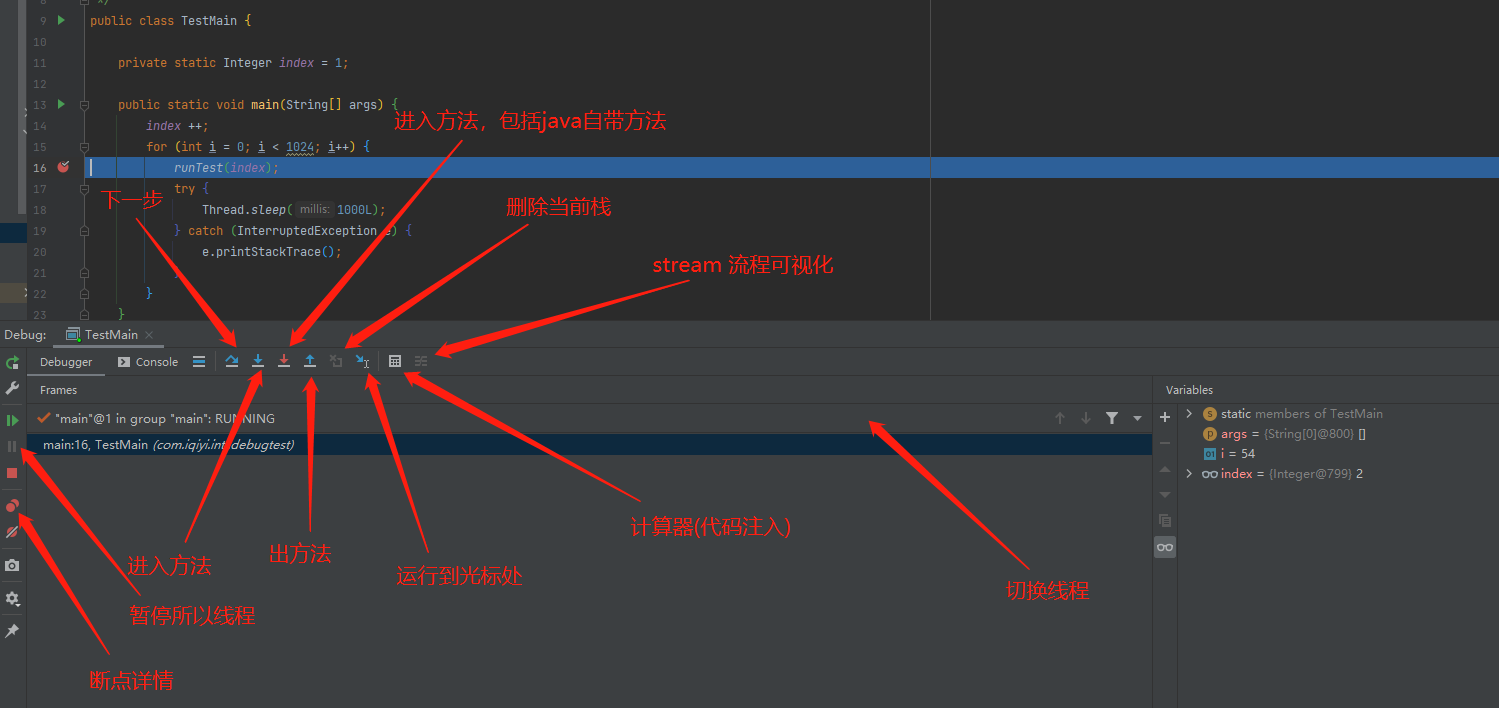 8 */
9 public class TestMain {
10
11 private static Integer index = 1;
12
13 public static void main(String[] args) {
14 index ++;
进入方法，包括java自带方法
15 for (int i = 0; i < 1024; i++) {
16 runTest(index);
17 try {
下一步
18 Thread.sleep( millis: 1000L);
删除当前栈
19 } catch (InterruptedException e) {
20 e.printStackTrace();
stream 流程可视化
21 }
22 }
23 }
Debug: TestMain
Debugger Console
Frames Variables
"main"@1 in group "main": RUNNING
main:16, TestMain (com.iqiyi.int.debugtest)
static members of TestMain
args = {String[0]@800} []
i = 54
index = {Integer@799} 2
计算器(代码注入)
出方法
进入方法
运行到光标处
切换线程
暂停所以线程
断点详情